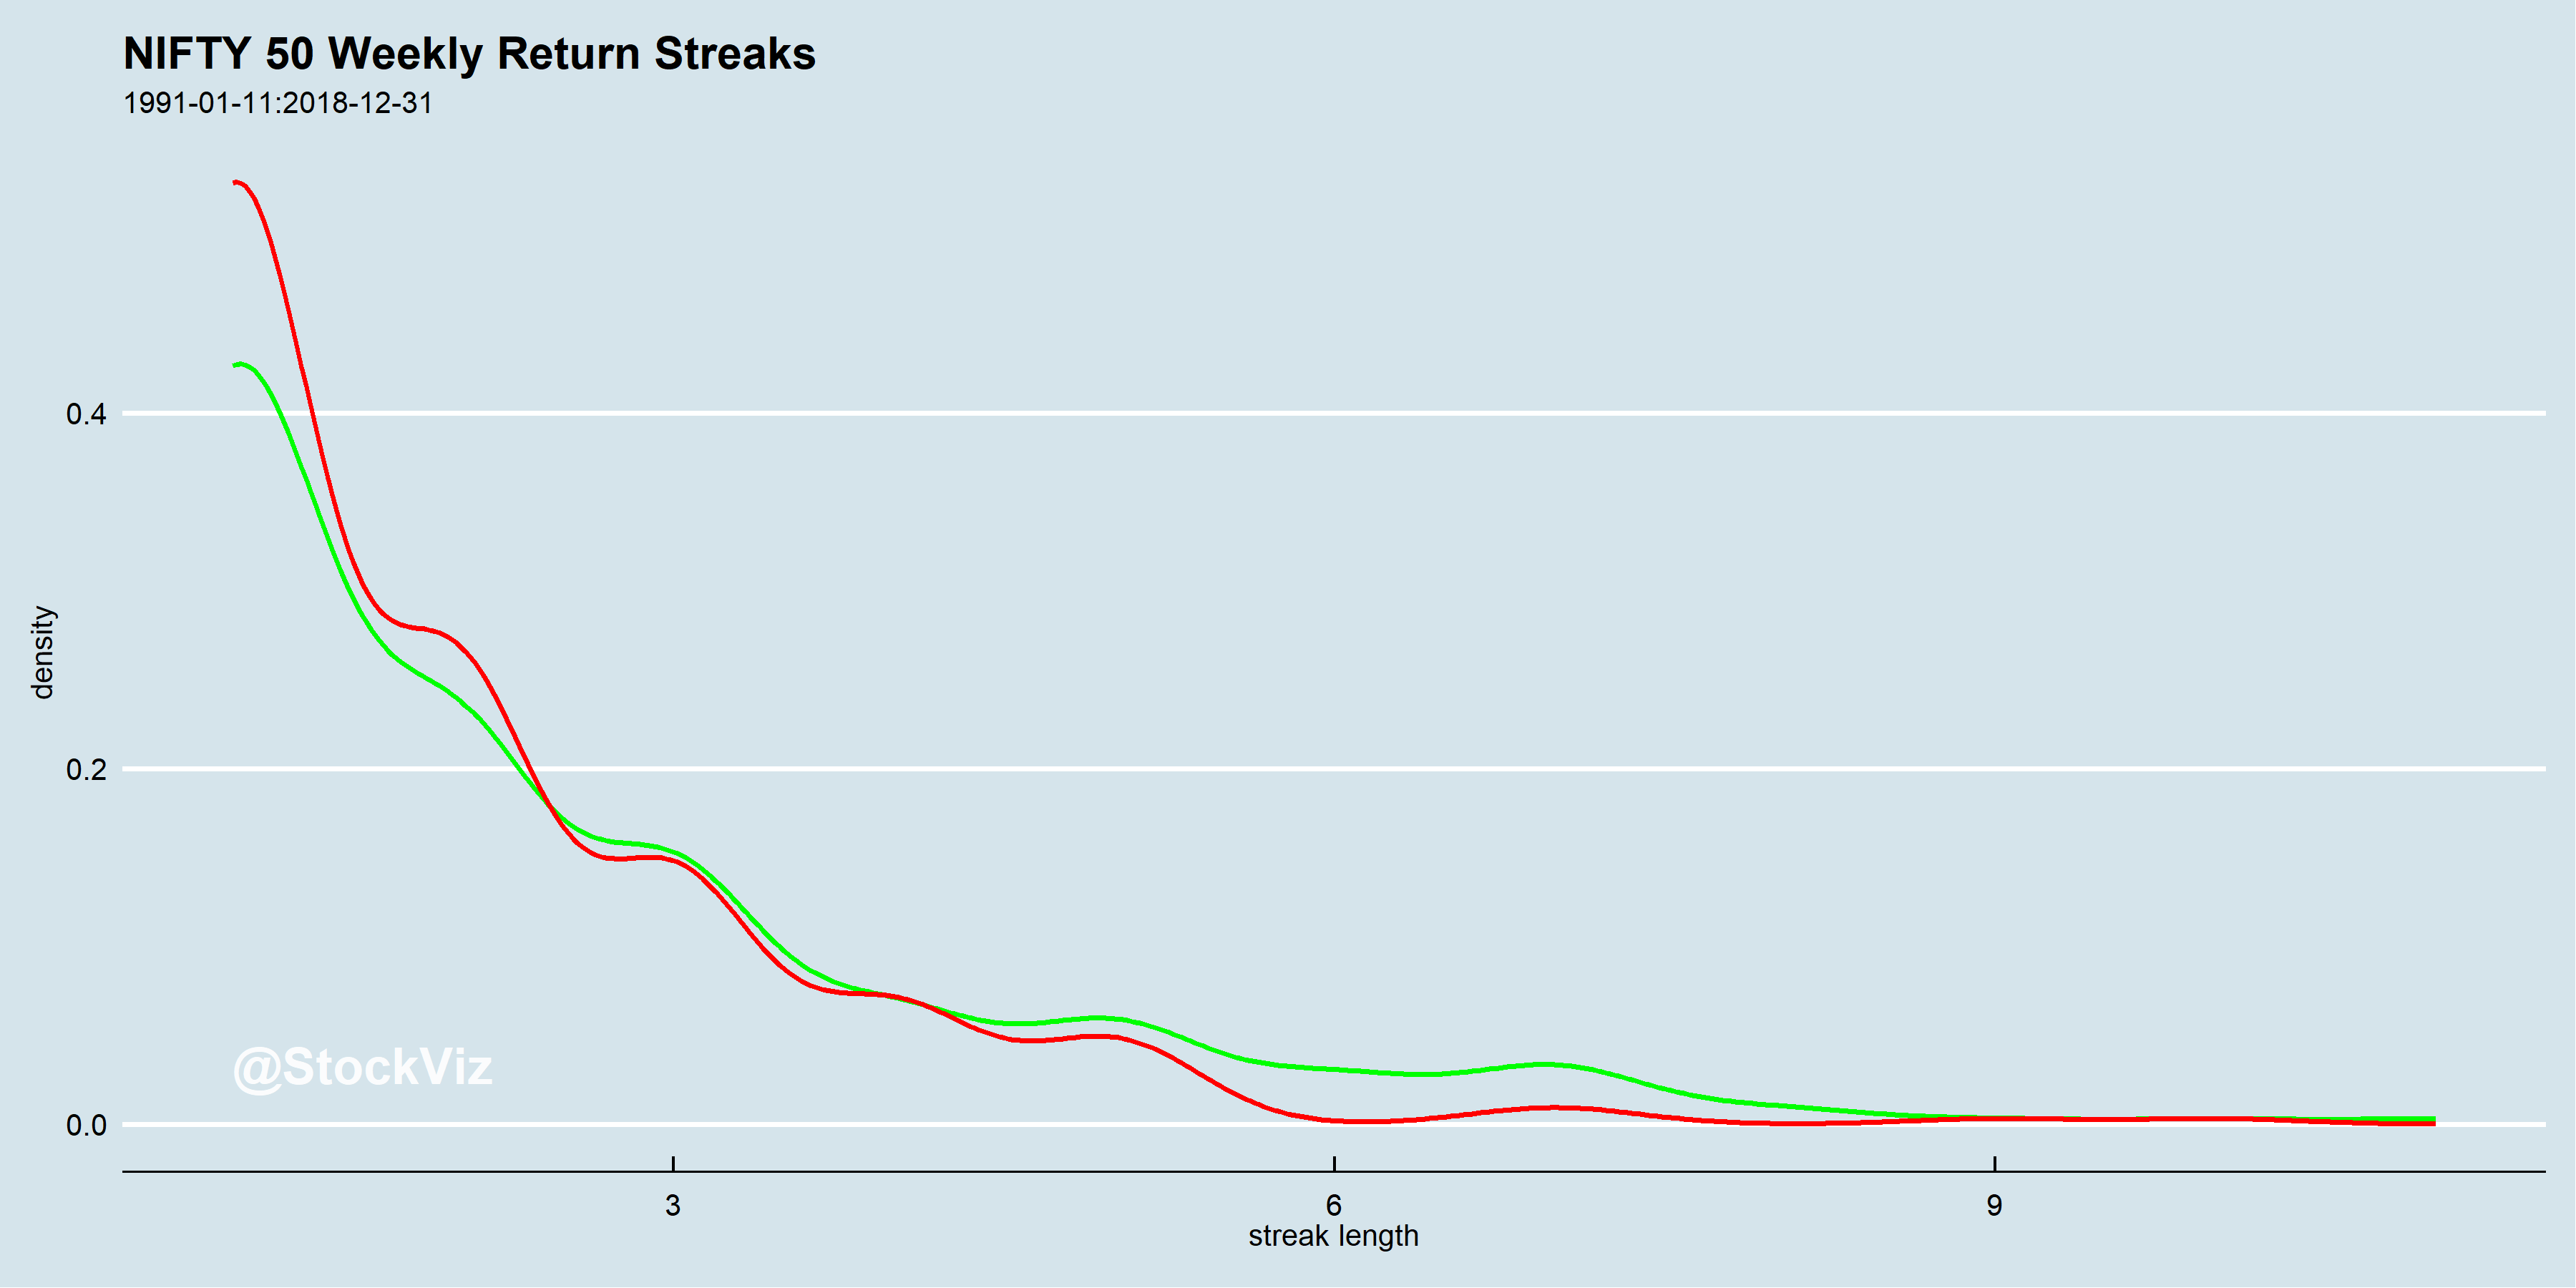 NIFTY 50 Weekly Return Streaks
1991-01-11:2018-12-31
density
0.4
0.2
0.0
@StockViz
3
6
9
streak length